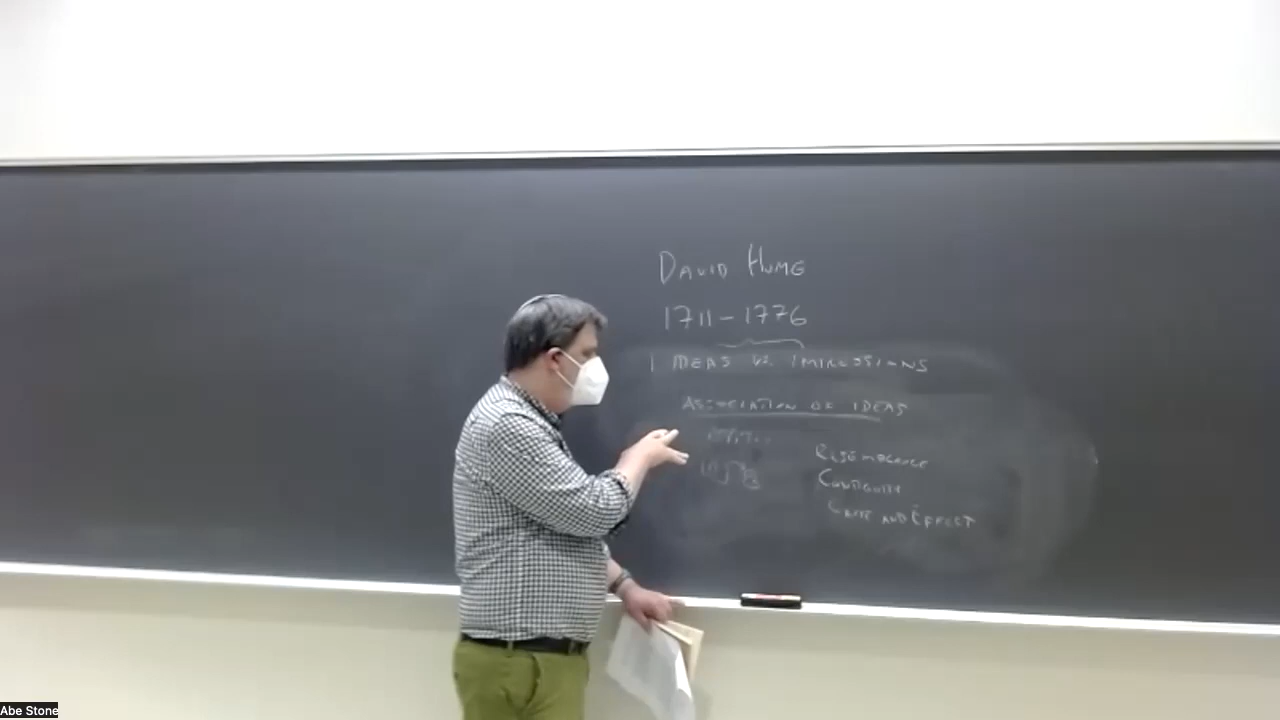 DAVID HUME
1711-1776
IDEAS VS. IMPRESSIONS
ASSOCIATION OF IDEAS
RESEMBLANCE
CONTIGUITY
CAUSE AND EFFECT
Abe Stone